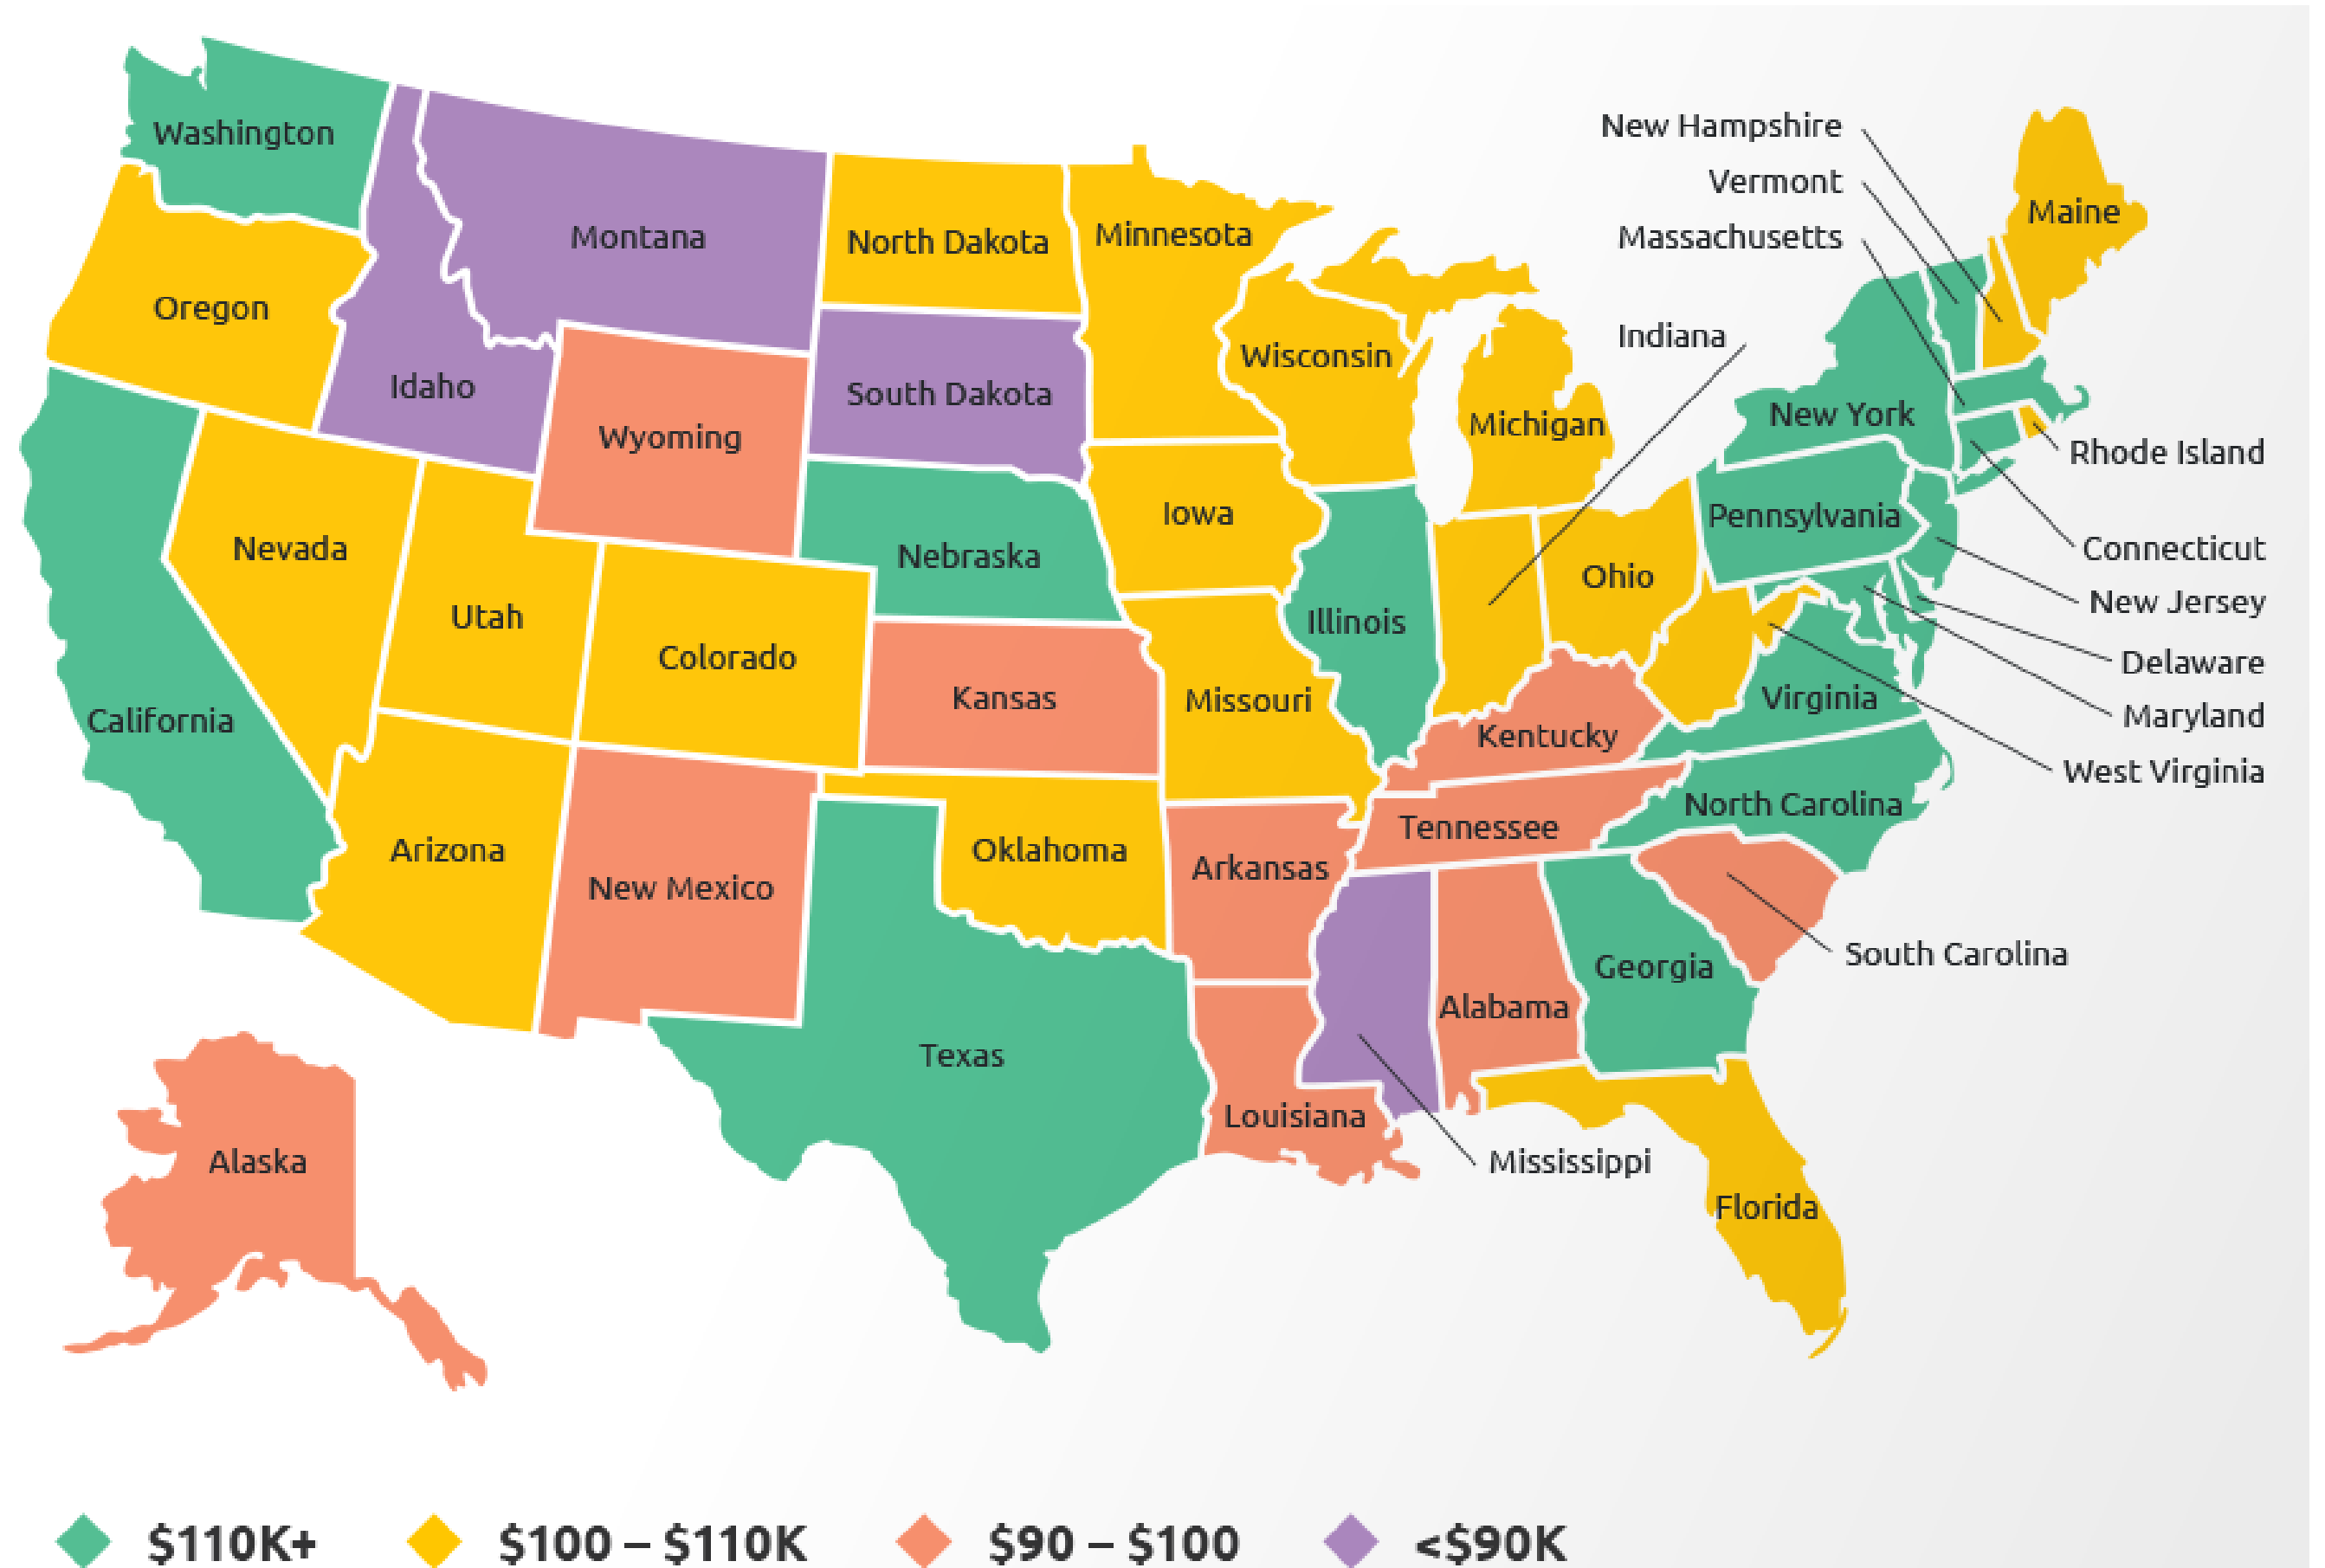 Washington
Montana
North Dakota
Minnesota
New Hampshire
Vermont
Massachusetts
Maine
Oregon
Idaho
Wyoming
South Dakota
Wisconsin
Michigan
Indiana
New York
Rhode Island
Nevada
Utah
Colorado
Nebraska
Iowa
Illinois
Ohio
Pennsylvania
Connecticut
New Jersey
Delaware
Maryland
West Virginia
California
Kansas
Missouri
Kentucky
Virginia
Arizona
New Mexico
Oklahoma
Arkansas
Tennessee
North Carolina
South Carolina
Texas
Louisiana
Alabama
Georgia
Mississippi
Florida
Alaska
$110K+ $100 – $110K $90 – $100 <$90K